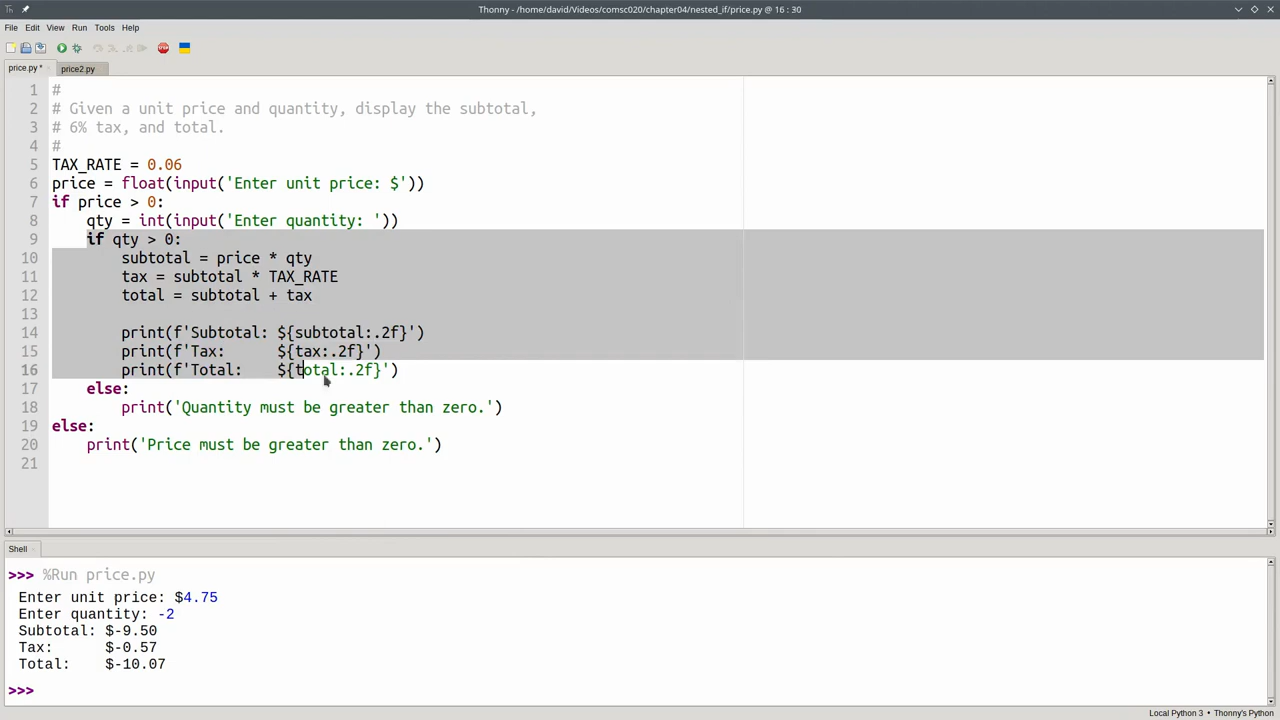 Thonny - /home/david/Videos/comsc020/chapter04/nested_if/price.py @ 16 : 30
File Edit View Run Tools Help
STOP
price.py * price2.py
1 #
2 # Given a unit price and quantity, display the subtotal,
3 # 6% tax, and total.
4 #
5 TAX_RATE = 0.06
6 price = float(input('Enter unit price: $'))
7 if price > 0:
8     qty = int(input('Enter quantity: '))
9     if qty > 0:
10         subtotal = price * qty
11         tax = subtotal * TAX_RATE
12         total = subtotal + tax
13
14         print(f'Subtotal: ${subtotal:.2f}')
15         print(f'Tax:      ${tax:.2f}')
16         print(f'Total:    ${total:.2f}')
17     else:
18         print('Quantity must be greater than zero.')
19 else:
20     print('Price must be greater than zero.')
21
Shell
>>> %Run price.py
Enter unit price: $4.75
Enter quantity: -2
Subtotal: $-9.50
Tax:      $-0.57
Total:    $-10.07
>>>
Local Python 3 • Thonny's Python